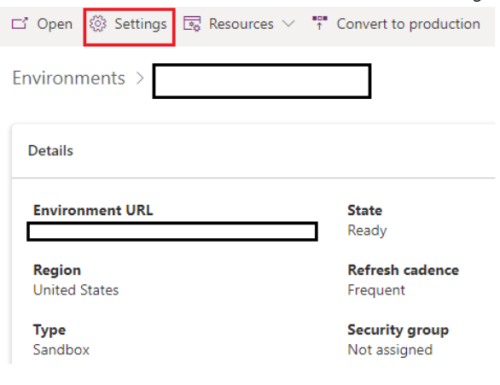 Open Settings Resources Convert to production
Environments >
Details
Environment URL
State
Ready
Region
United States
Refresh cadence
Frequent
Type
Sandbox
Security group
Not assigned